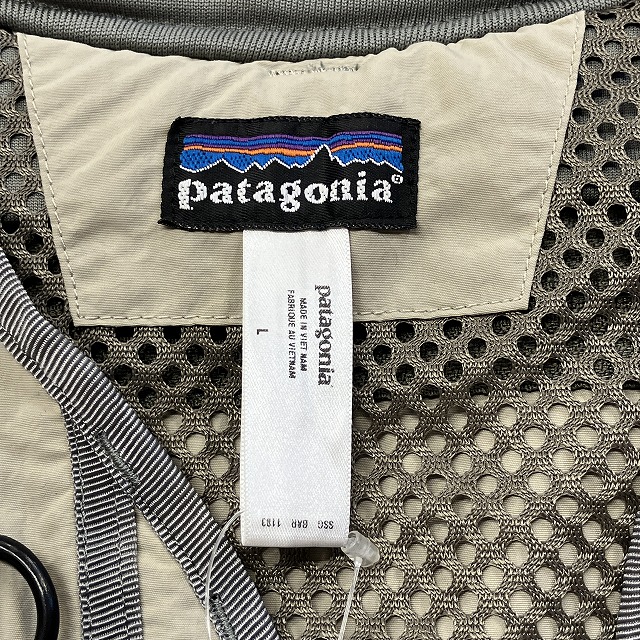 patagonia®
patagonia
MADE IN VIET NAM
FABRIQUE AU VIETNAM
L
SSG BAR 1183